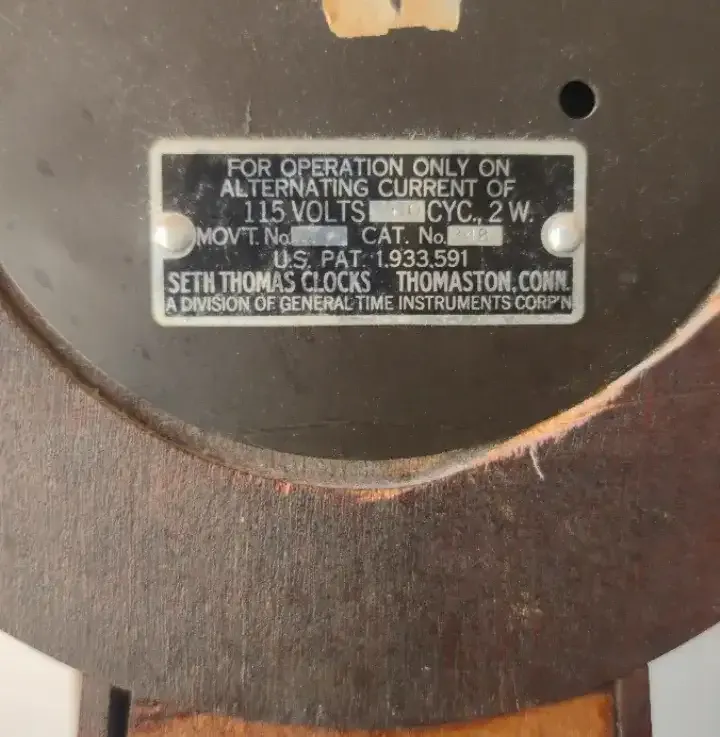 FOR OPERATION ONLY ON
ALTERNATING CURRENT OF
115 VOLTS CYC., 2 W.
MOV'T. No. CAT. No.
U.S. PAT. 1.933.591
SETH THOMAS CLOCKS THOMASTON, CONN.
A DIVISION OF GENERAL TIME INSTRUMENTS CORP'N